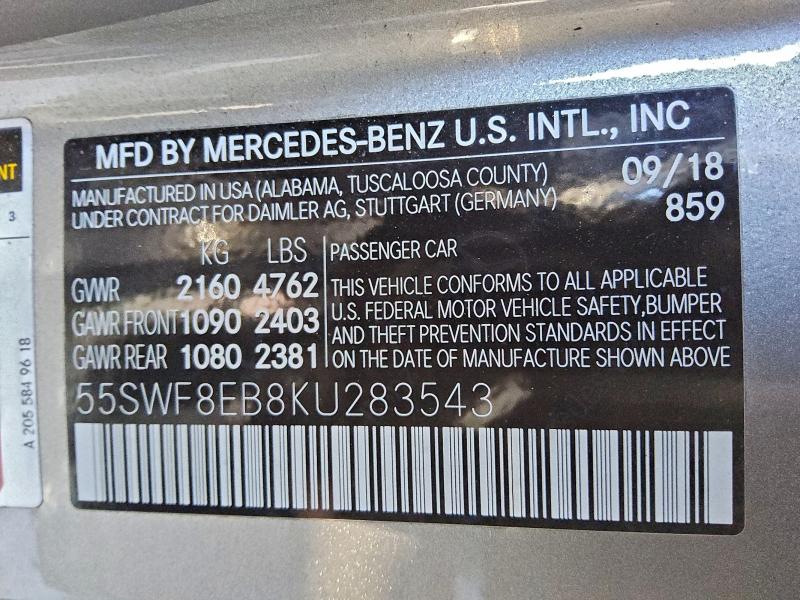 MFD BY MERCEDES-BENZ U.S. INTL., INC
MANUFACTURED IN USA (ALABAMA, TUSCALOOSA COUNTY) 09/18
UNDER CONTRACT FOR DAIMLER AG, STUTTGART (GERMANY) 859
KG LBS
GVWR 2160 4762
GAWR FRONT 1090 2403
GAWR REAR 1080 2381
PASSENGER CAR
THIS VEHICLE CONFORMS TO ALL APPLICABLE
U.S. FEDERAL MOTOR VEHICLE SAFETY,BUMPER
AND THEFT PREVENTION STANDARDS IN EFFECT
ON THE DATE OF MANUFACTURE SHOWN ABOVE
55SWF8EB8KU283543
3
A 205 584 96 18